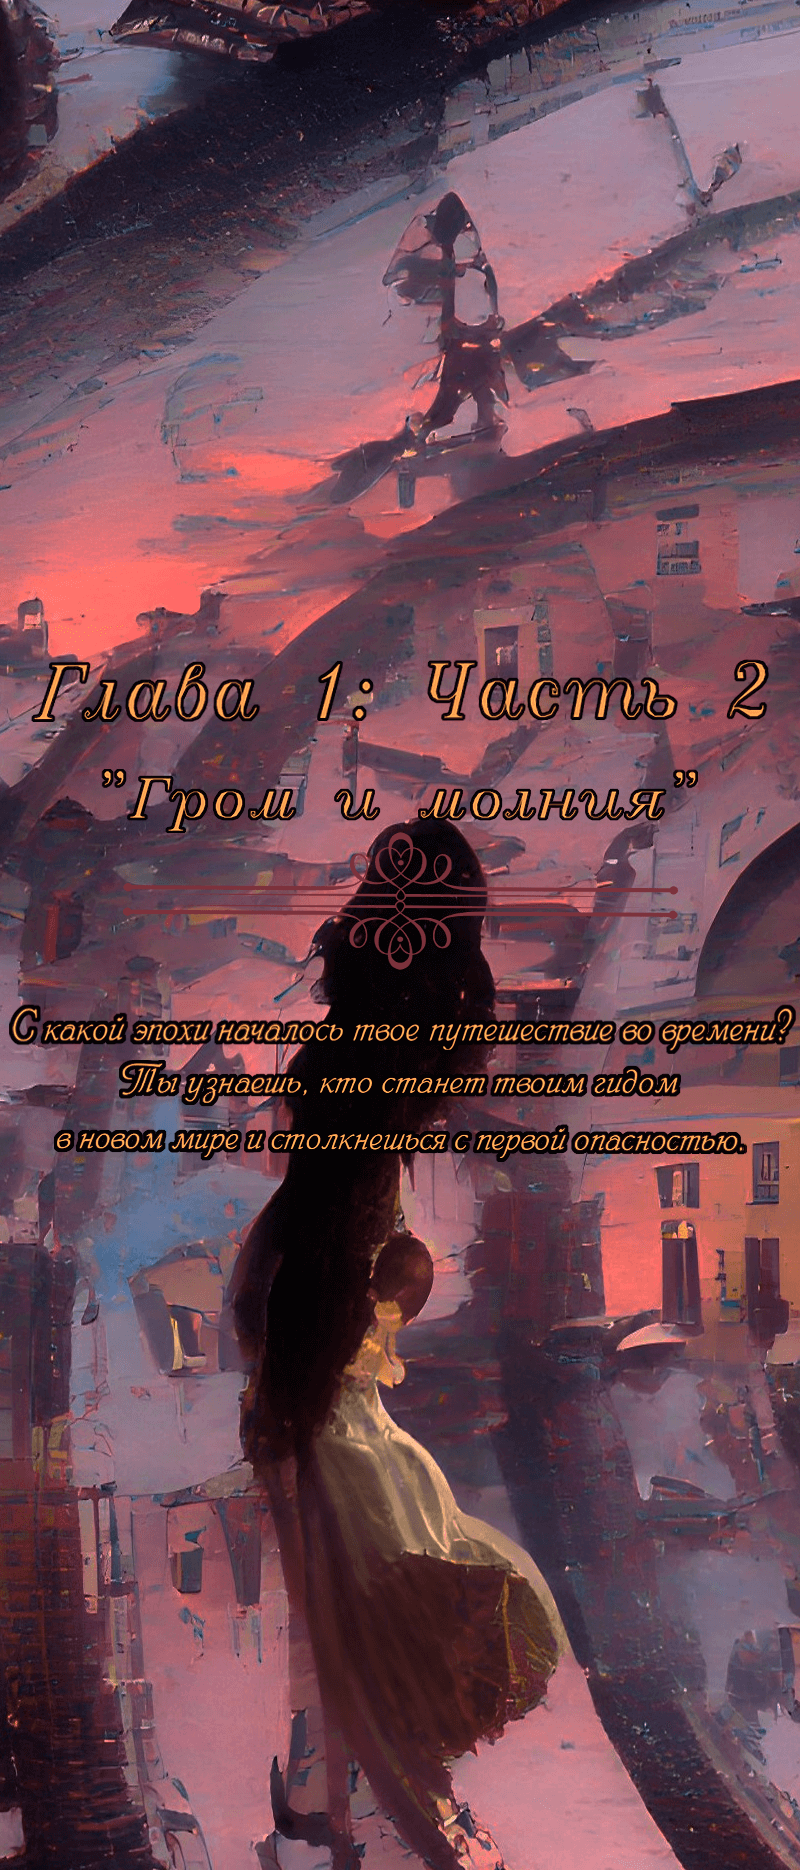 Глава 1: Часть 2
"Гром и молния"
С какой эпохи началось твое путешествие во времени?
Ты узнаешь, кто станет твоим гидом
в новом мире и столкнешься с первой опасностью.